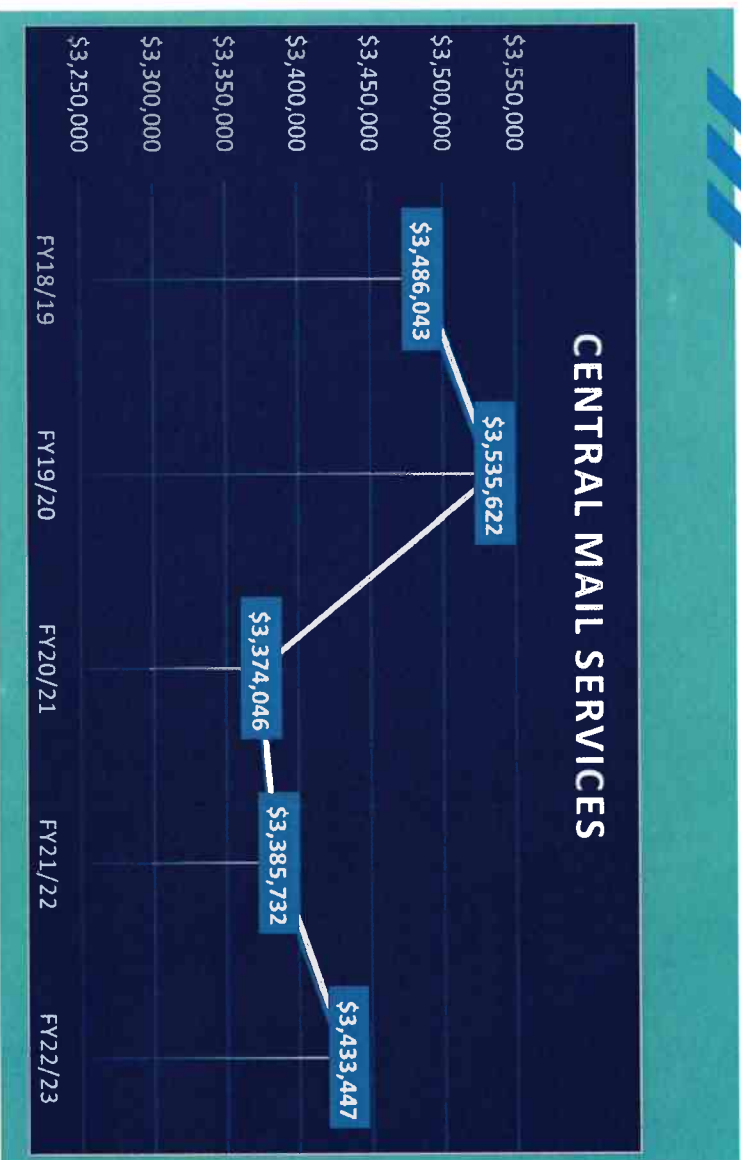 CENTRAL MAIL SERVICES
$3,550,000
$3,500,000
$3,450,000
$3,400,000
$3,350,000
$3,300,000
$3,250,000
$3,486,043
$3,535,622
$3,374,046
$3,385,732
$3,433,447
FY18/19
FY19/20
FY20/21
FY21/22
FY22/23